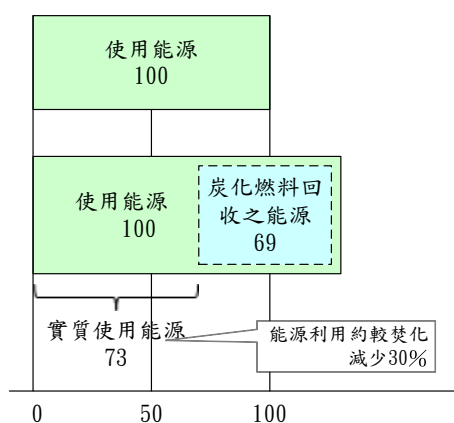 使用能源
100
使用能源
100
炭化燃料回
收之能源
69
實質使用能源
73
能源利用約較焚化
減少30%
0 50 100